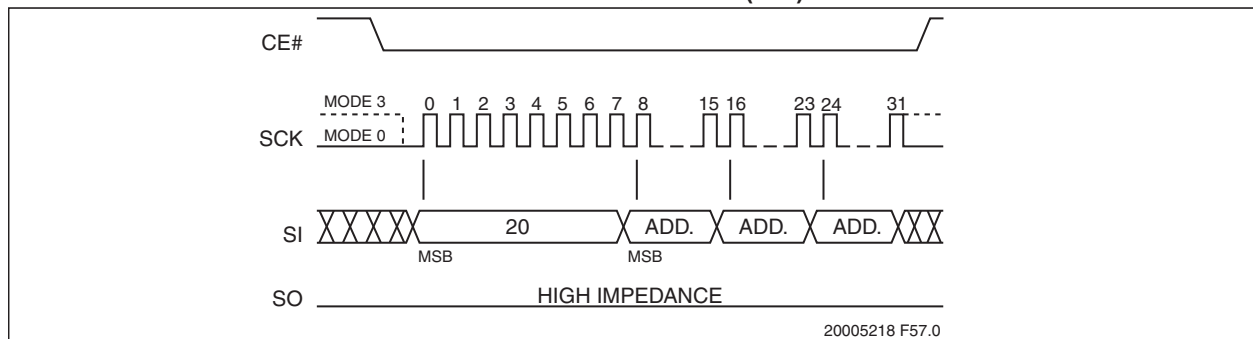 CE#
MODE 3 0 1 2 3 4 5 6 7 8 15 16 23 24 31
SCK MODE 0
SI 20 ADD. ADD. ADD.
MSB MSB
SO HIGH IMPEDANCE
20005218 F57.0